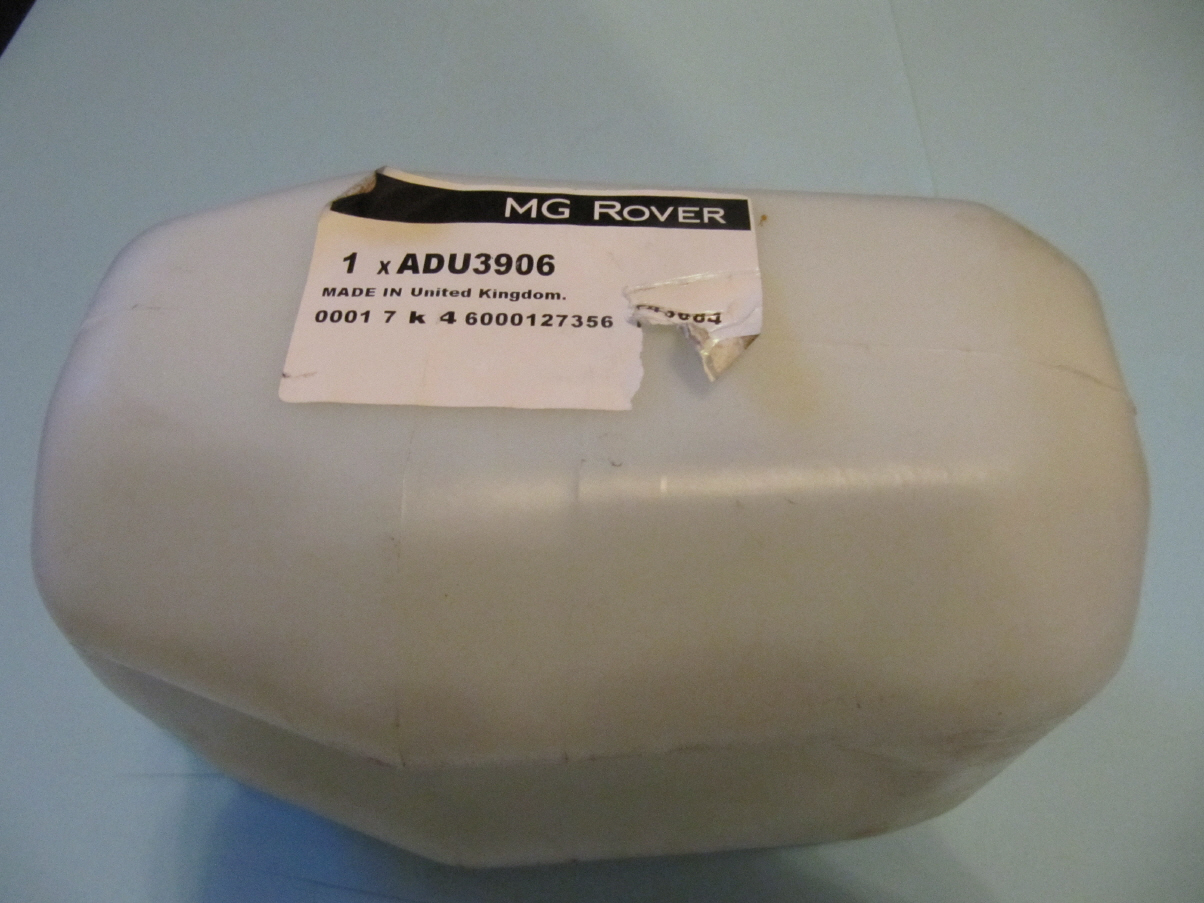 MG ROVER
1 x ADU3906
MADE IN United Kingdom.
0001 7 k 4 6000127356